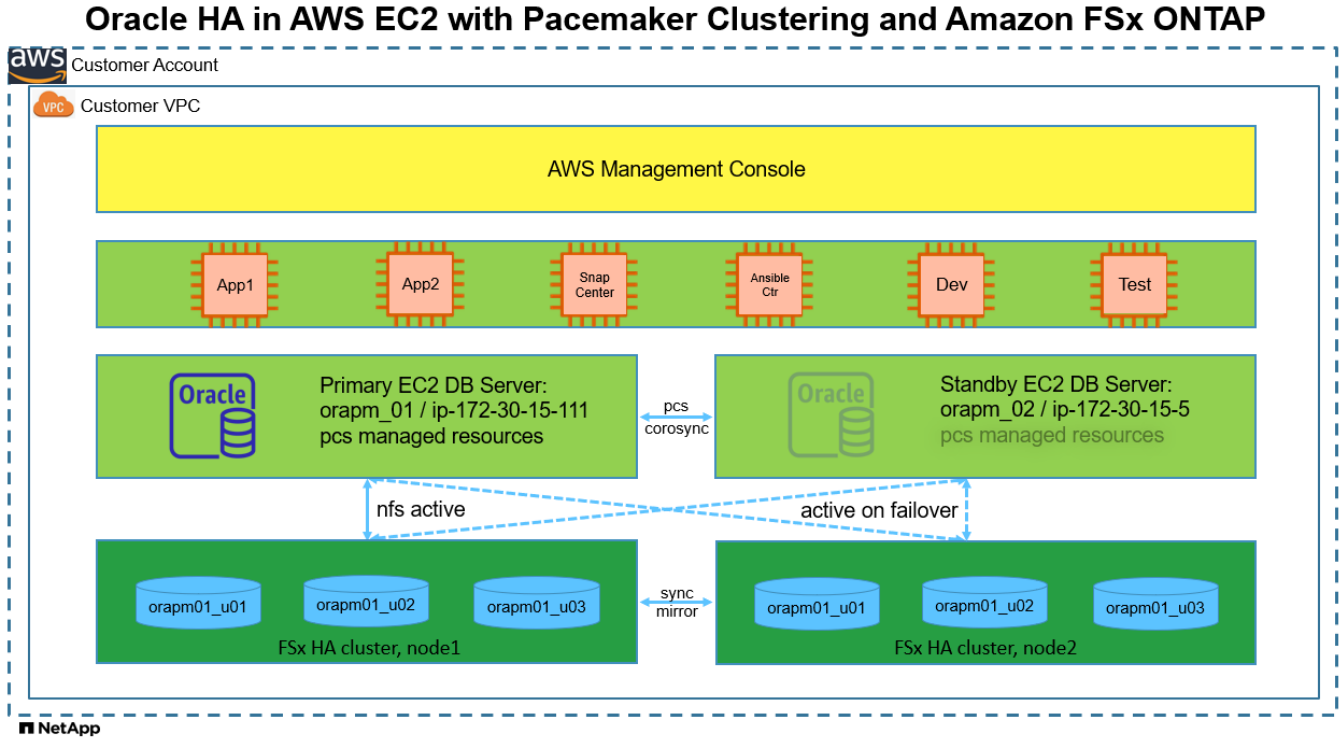 Oracle HA in AWS EC2 with Pacemaker Clustering and Amazon FSx ONTAP
aws
Customer Account
VPC
Customer VPC
AWS Management Console
App1
App2
Snap
Center
Ansible
Ctr
Dev
Test
Oracle
Primary EC2 DB Server:
orapm_01 / ip-172-30-15-111
pcs managed resources
pcs
corosync
Oracle
Standby EC2 DB Server:
orapm_02 / ip-172-30-15-5
pcs managed resources
nfs active
active on failover
orapm01_u01
orapm01_u02
orapm01_u03
FSx HA cluster, node1
sync
mirror
orapm01_u01
orapm01_u02
orapm01_u03
FSx HA cluster, node2
NetApp